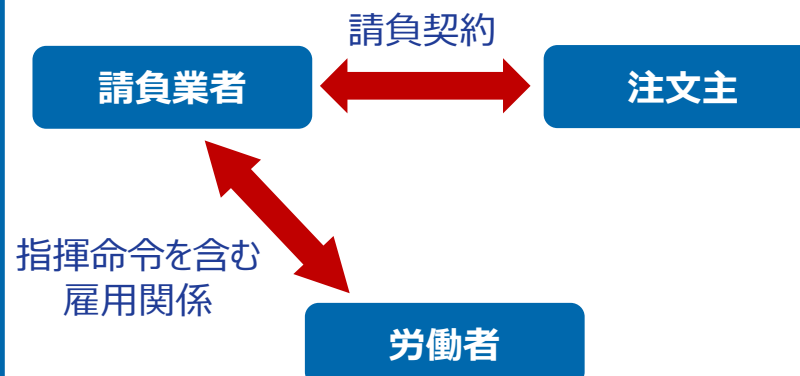 請負契約
請負業者
注文主
指揮命令を含む
雇用関係
労働者